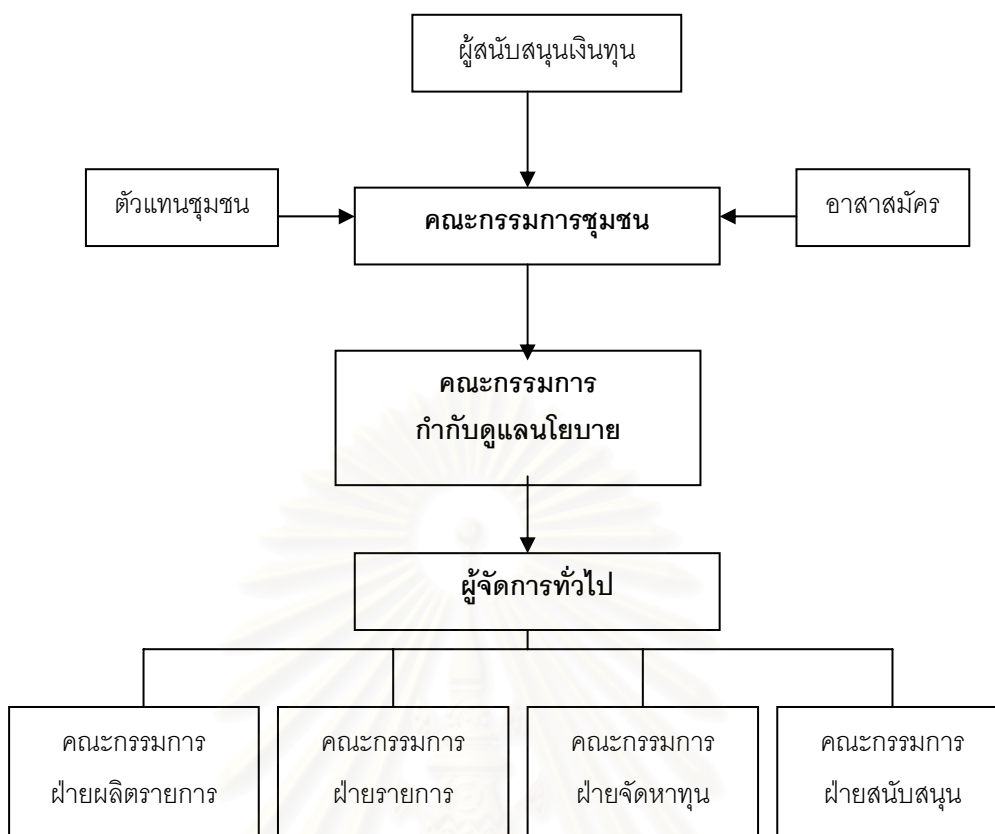 ผู้สนับสนุนเงินทุน
ตัวแทนชุมชน
คณะกรรมการชุมชน
อาสาสมัคร
คณะกรรมการ
กำกับดูแลนโยบาย
ผู้จัดการทั่วไป
คณะกรรมการ
ฝ่ายผลิตรายการ
คณะกรรมการ
ฝ่ายรายการ
คณะกรรมการ
ฝ่ายจัดหาทุน
คณะกรรมการ
ฝ่ายสนับสนุน